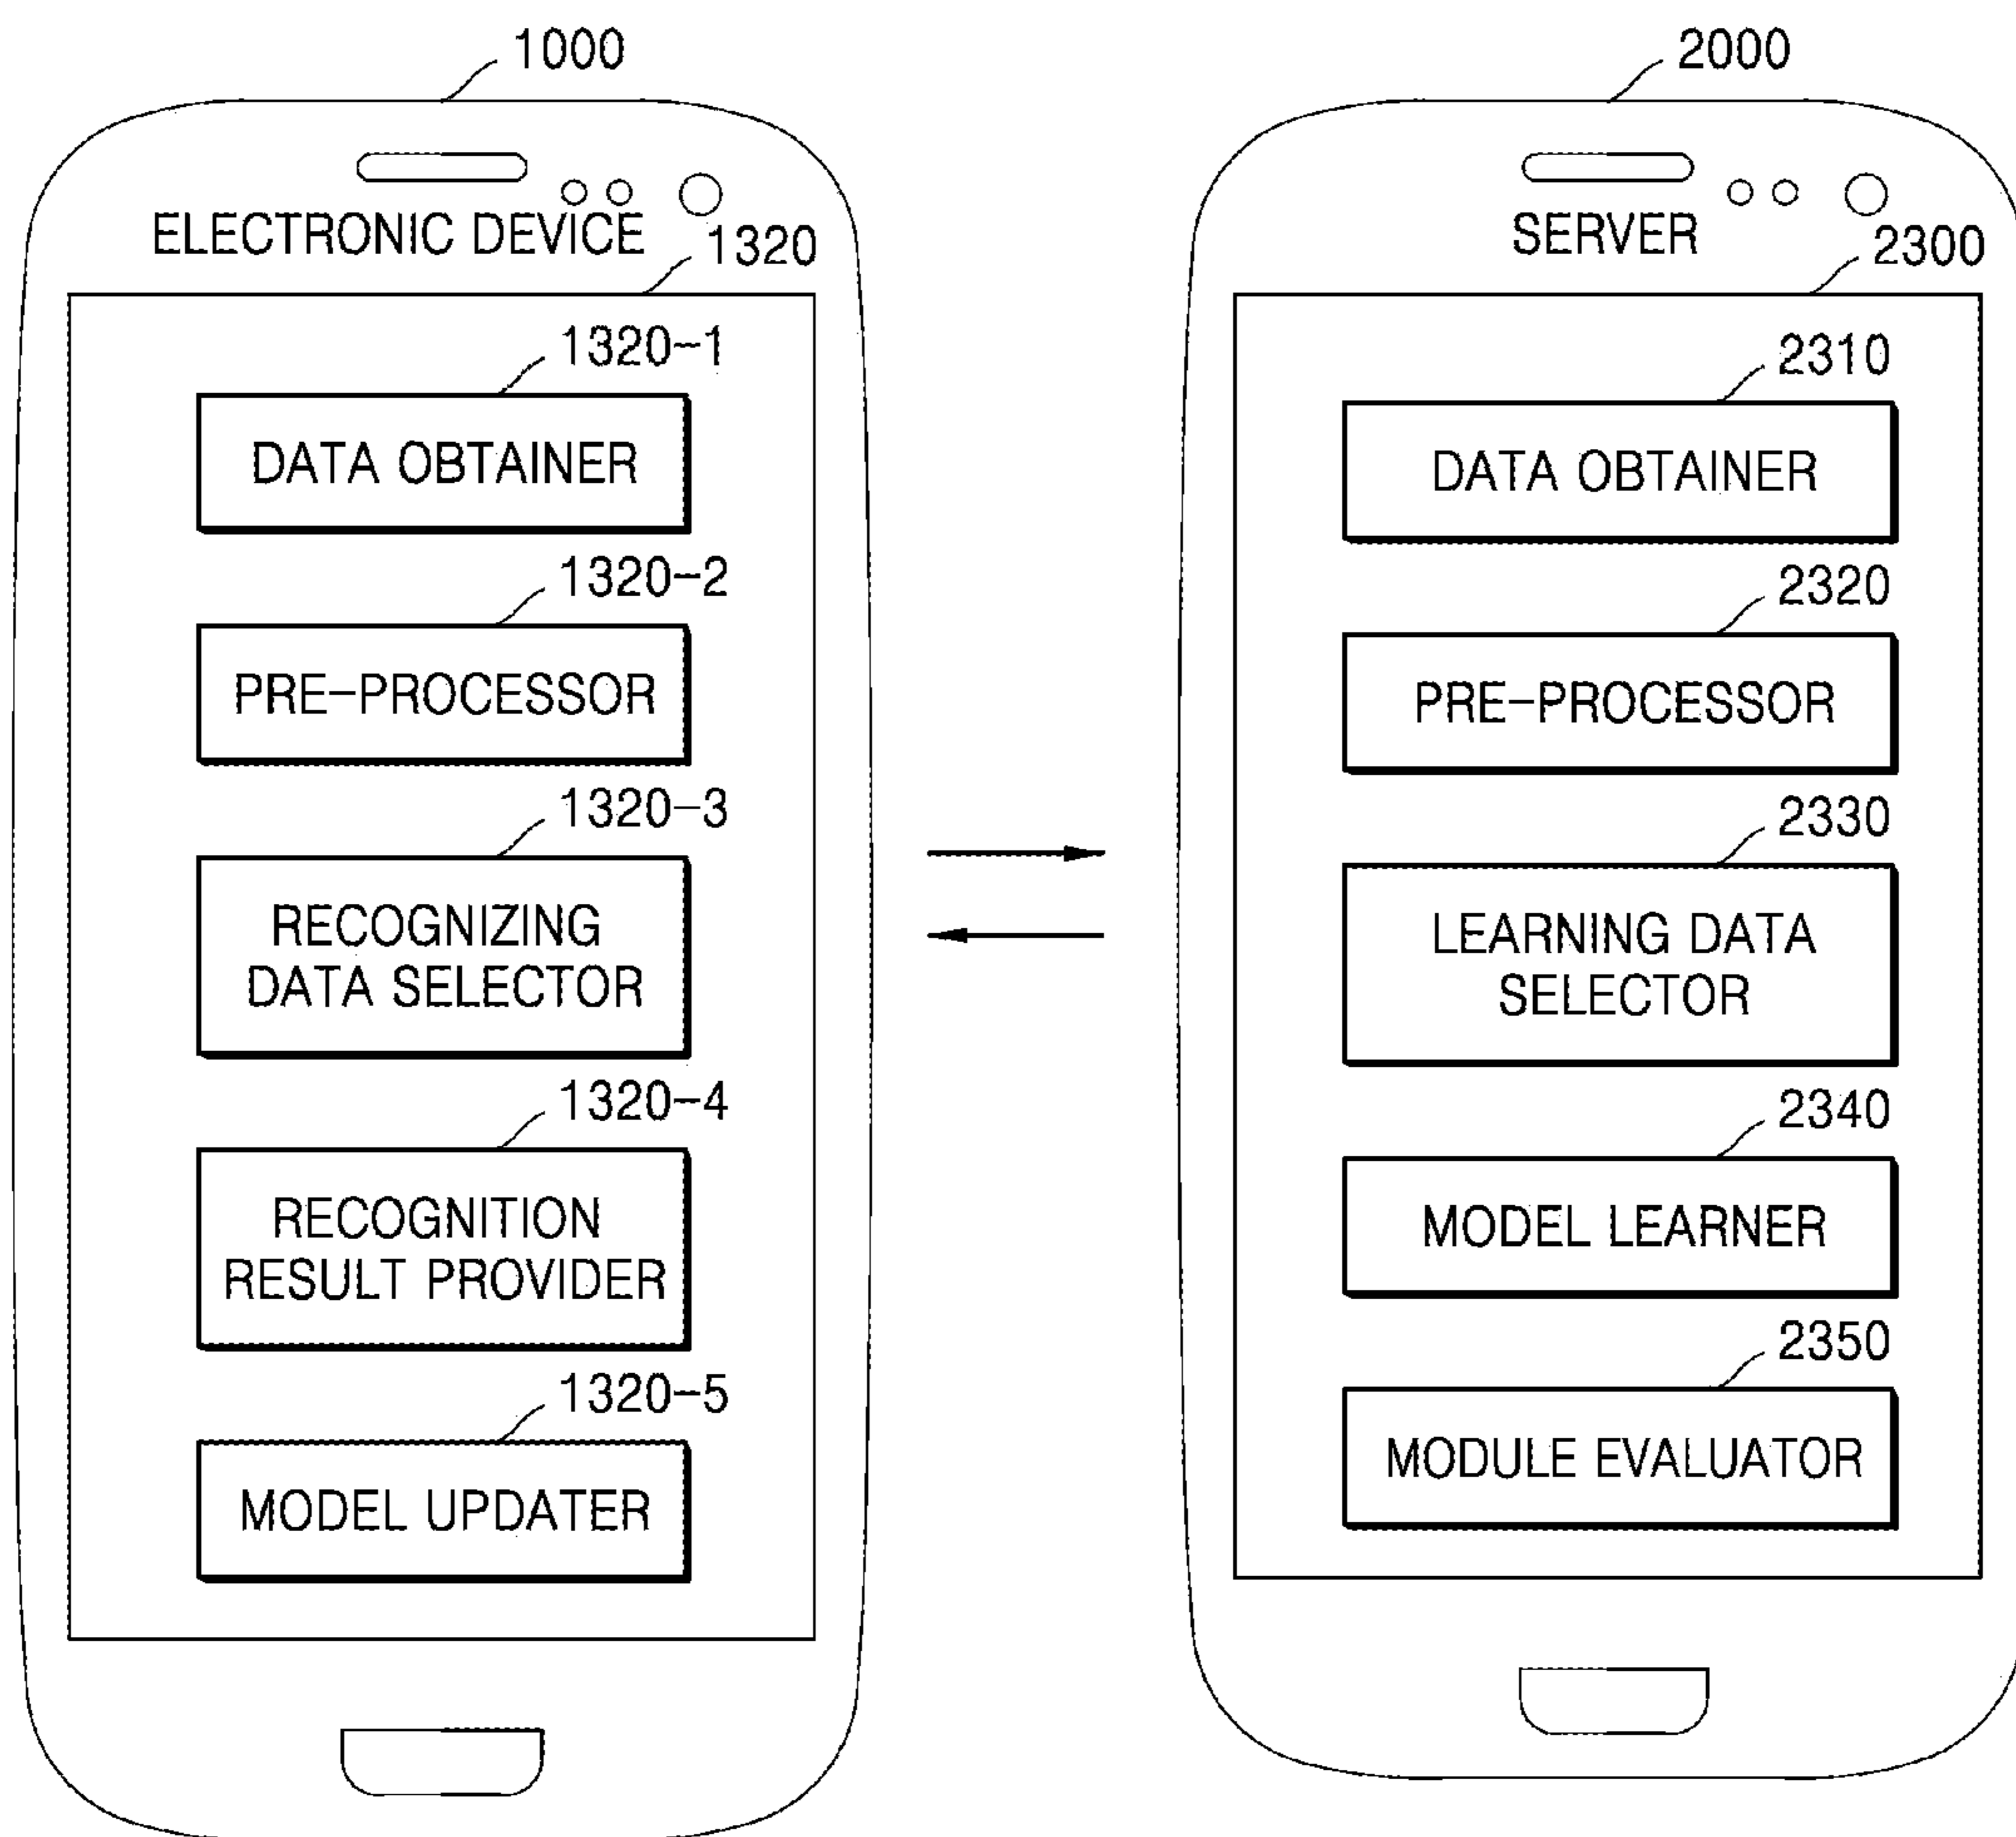 1000
ELECTRONIC DEVICE
1320
1320-1
DATA OBTAINER
1320-2
PRE-PROCESSOR
1320-3
RECOGNIZING
DATA SELECTOR
1320-4
RECOGNITION
RESULT PROVIDER
1320-5
MODEL UPDATER
2000
SERVER
2300
2310
DATA OBTAINER
2320
PRE-PROCESSOR
2330
LEARNING DATA
SELECTOR
2340
MODEL LEARNER
2350
MODULE EVALUATOR